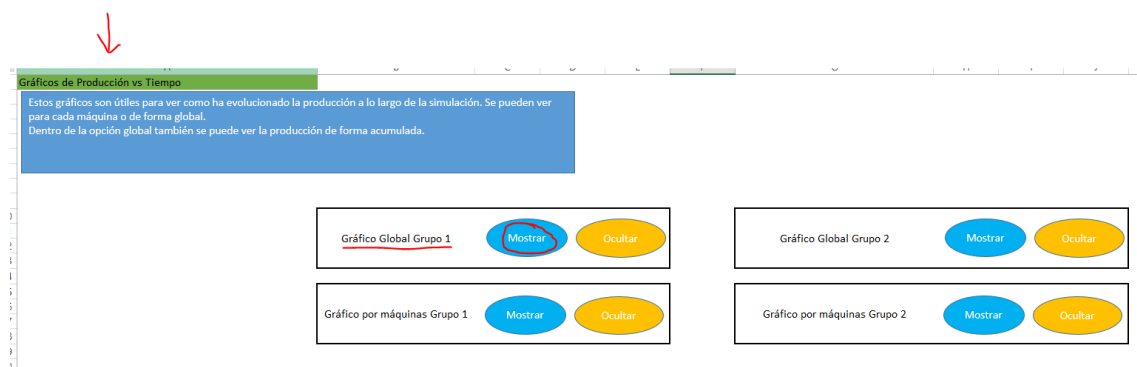 Gráficos de Producción vs Tiempo
Estos gráficos son útiles para ver como ha evolucionado la producción a lo largo de la simulación. Se pueden ver
para cada máquina o de forma global.
Dentro de la opción global también se puede ver la producción de forma acumulada.
Gráfico Global Grupo 1 Mostrar Ocultar
Gráfico Global Grupo 2 Mostrar Ocultar
Gráfico por máquinas Grupo 1 Mostrar Ocultar
Gráfico por máquinas Grupo 2 Mostrar Ocultar